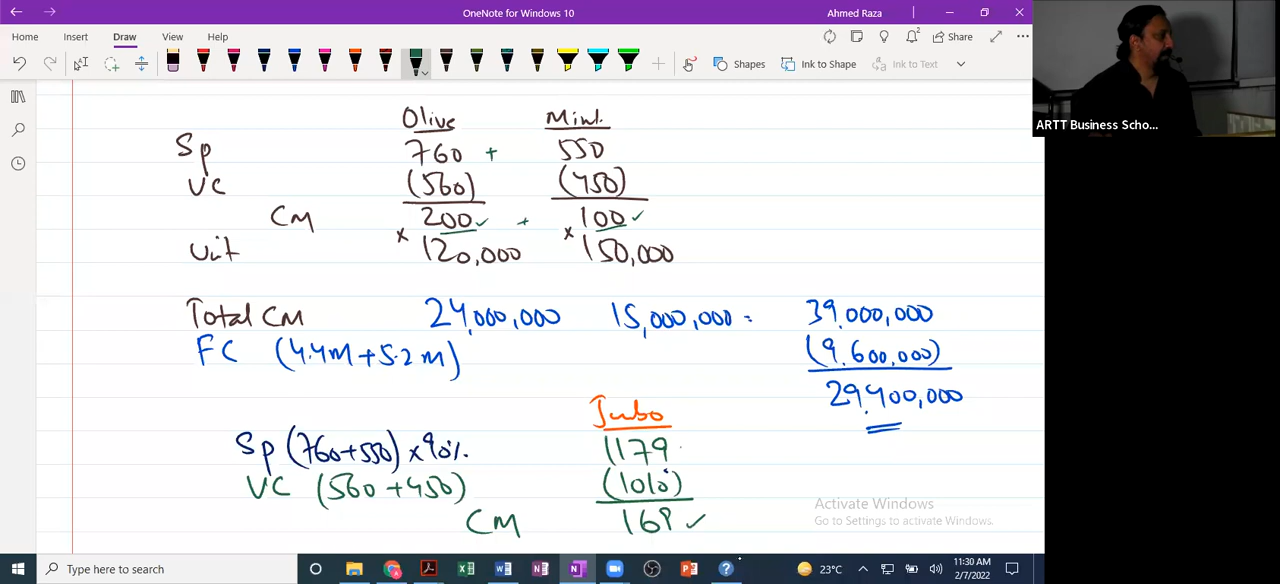 OneNote for Windows 10
Ahmed Raza
Home Insert Draw View Help
Share
Shapes Ink to Shape Ink to Text
ARTT Business Scho...
Olive Mint
Sp 760 + 550
VC (560) (450)
CM 200 ✓ + 100 ✓
Unit × 120,000 × 150,000
Total CM 24,000,000 15,000,000 = 39,000,000
FC (4.4m + 5.2m) (9,600,000)
29,400,000
Jubo
Sp (760+550) × 90%. 1179
VC (560 + 450) (1010)
CM 169 ✓
Activate Windows
Go to Settings to activate Windows.
Type here to search
23°C
11:30 AM
2/7/2022